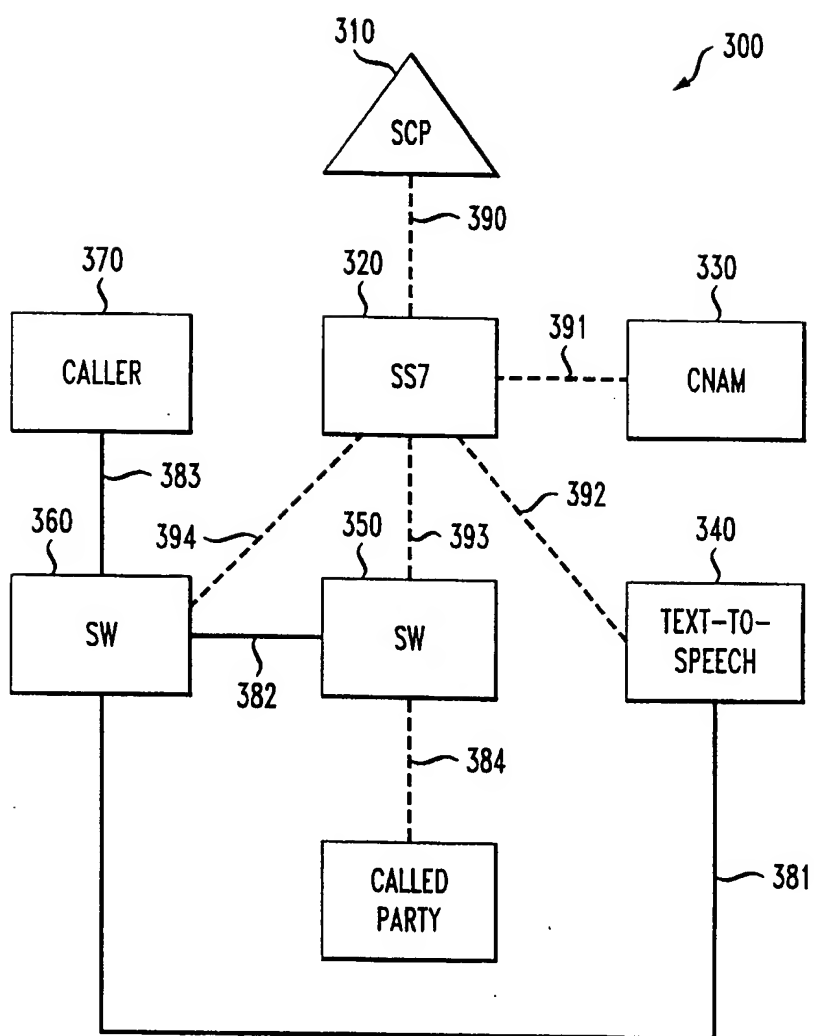 310
300
SCP
390
370
320
330
391
CALLER
SS7
CNAM
383
392
360
394
350
393
340
SW
SW
TEXT-TO-
SPEECH
382
384
CALLED
PARTY
381